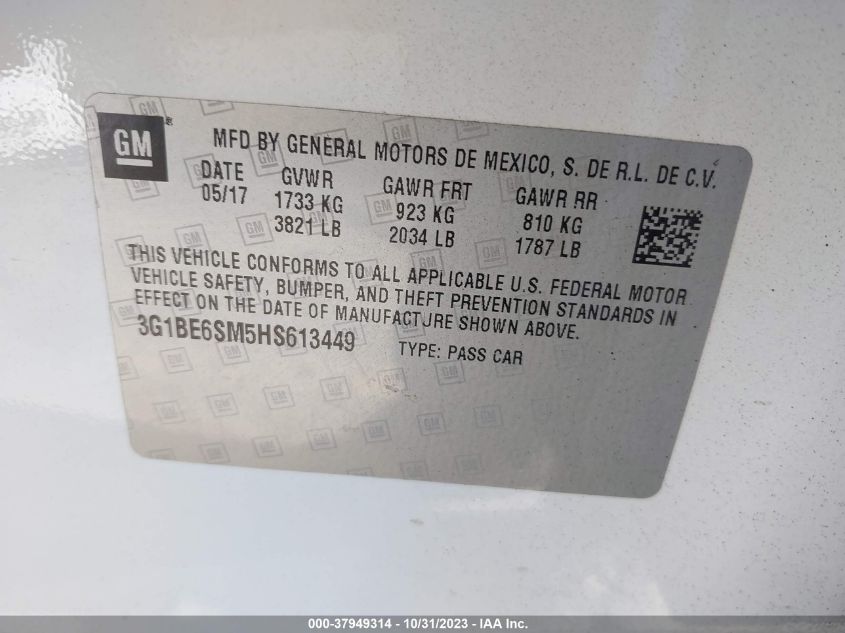 GM
MFD BY GENERAL MOTORS DE MEXICO, S. DE R.L. DE C.V.
DATE GVWR GAWR FRT GAWR RR
05/17 1733 KG 923 KG 810 KG
3821 LB 2034 LB 1787 LB
THIS VEHICLE CONFORMS TO ALL APPLICABLE U.S. FEDERAL MOTOR
VEHICLE SAFETY, BUMPER, AND THEFT PREVENTION STANDARDS IN
EFFECT ON THE DATE OF MANUFACTURE SHOWN ABOVE.
3G1BE6SM5HS613449 TYPE: PASS CAR
000-37949314 - 10/31/2023 - IAA Inc.